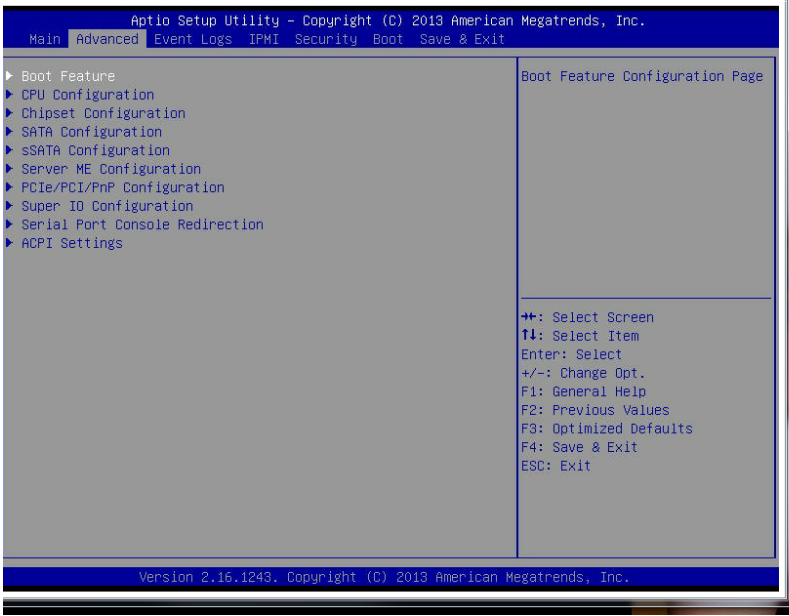 Aptio Setup Utility – Copyright (C) 2013 American Megatrends, Inc.
Main Advanced Event Logs IPMI Security Boot Save & Exit
Boot Feature
CPU Configuration
Chipset Configuration
SATA Configuration
sSATA Configuration
Server ME Configuration
PCIe/PCI/PnP Configuration
Super IO Configuration
Serial Port Console Redirection
ACPI Settings
Boot Feature Configuration Page
→←: Select Screen
↑↓: Select Item
Enter: Select
+/-: Change Opt.
F1: General Help
F2: Previous Values
F3: Optimized Defaults
F4: Save & Exit
ESC: Exit
Version 2.16.1243. Copyright (C) 2013 American Megatrends, Inc.